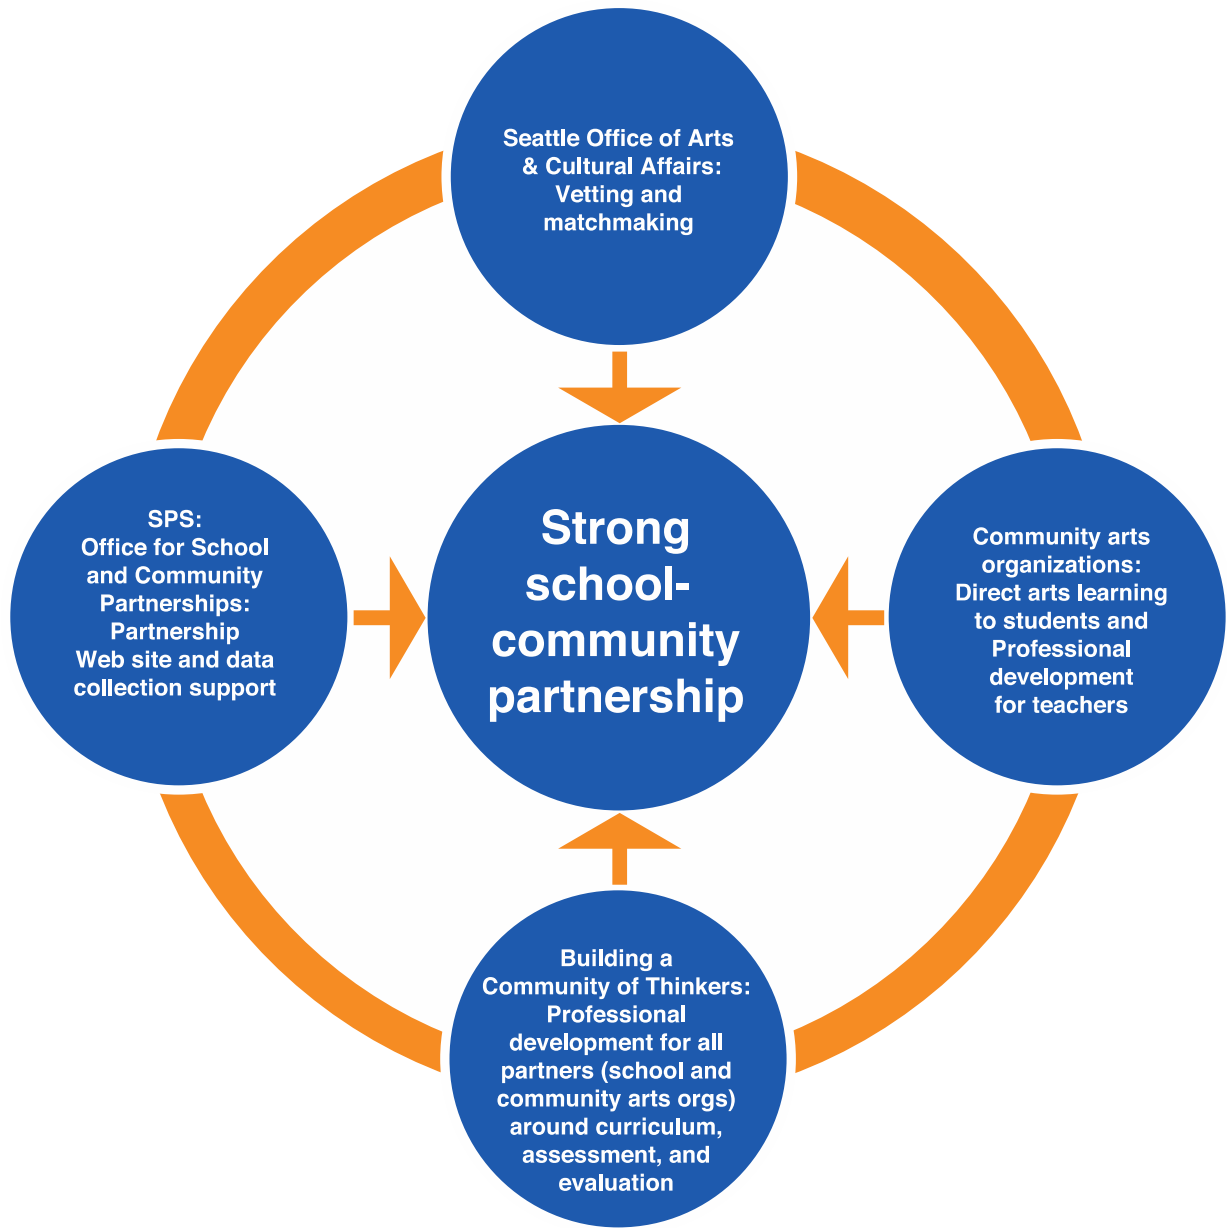 Seattle Office of Arts
& Cultural Affairs:
Vetting and
matchmaking
SPS:
Office for School
and Community
Partnerships:
Partnership
Web site and data
collection support
Strong
school-
community
partnership
Community arts
organizations:
Direct arts learning
to students and
Professional
development
for teachers
Building a
Community of Thinkers:
Professional
development for all
partners (school and
community arts orgs)
around curriculum,
assessment, and
evaluation